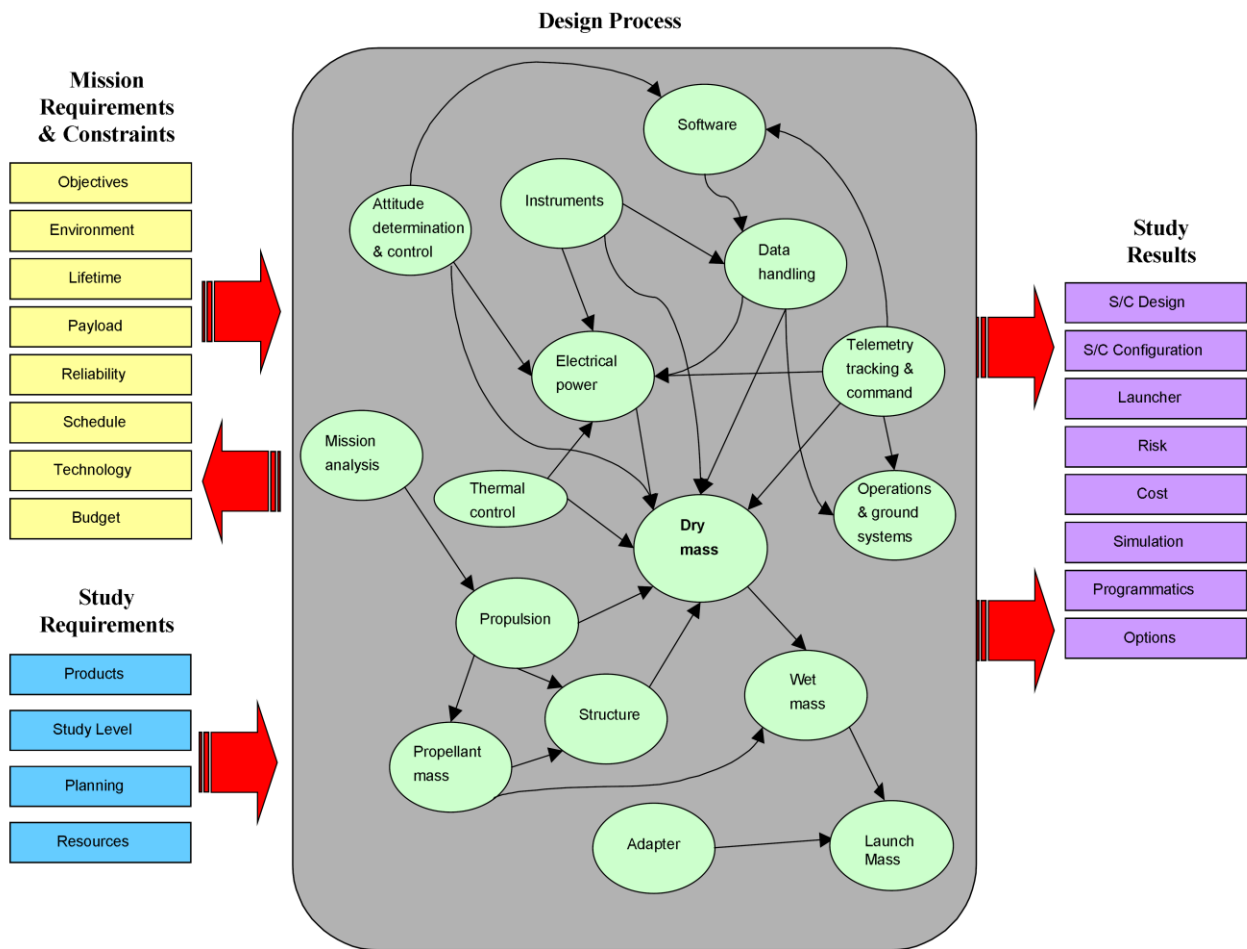 Design Process
Mission
Requirements
& Constraints
Objectives
Environment
Lifetime
Payload
Reliability
Schedule
Technology
Budget
Study
Requirements
Products
Study Level
Planning
Resources
Software
Attitude
determination
& control
Instruments
Data
handling
Electrical
power
Telemetry
tracking &
command
Mission
analysis
Thermal
control
Operations
& ground
systems
Dry
mass
Propulsion
Structure
Wet
mass
Propellant
mass
Adapter
Launch
Mass
Study
Results
S/C Design
S/C Configuration
Launcher
Risk
Cost
Simulation
Programmatics
Options